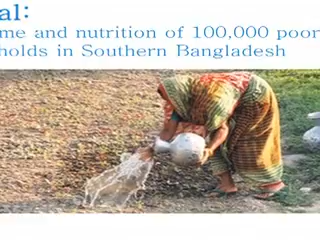 al:
me and nutrition of 100,000 poor
holds in Southern Bangladesh